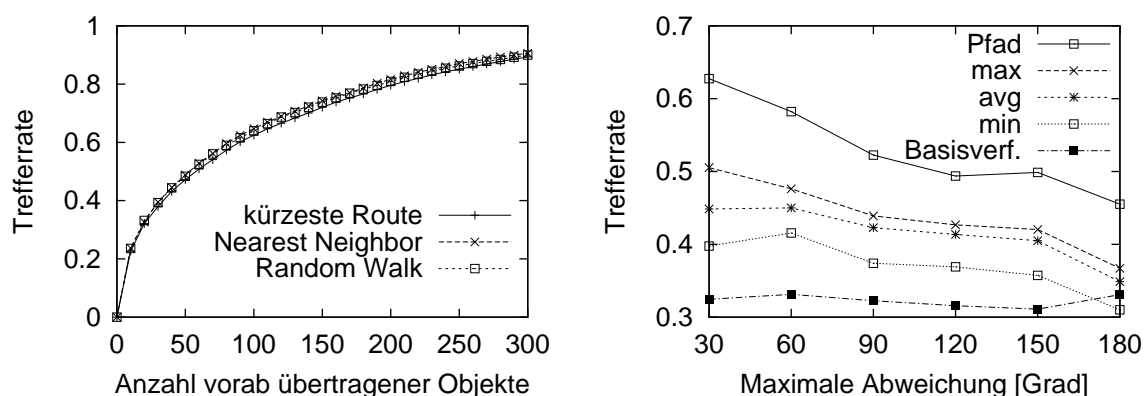 Trefferrate
1
0.8
0.6
0.4
0.2
0
0 50 100 150 200 250 300
kürzeste Route
Nearest Neighbor
Random Walk
Anzahl vorab übertragener Objekte
Trefferrate
0.7
0.6
0.5
0.4
0.3
30 60 90 120 150 180
Pfad
max
avg
min
Basisverf.
Maximale Abweichung [Grad]